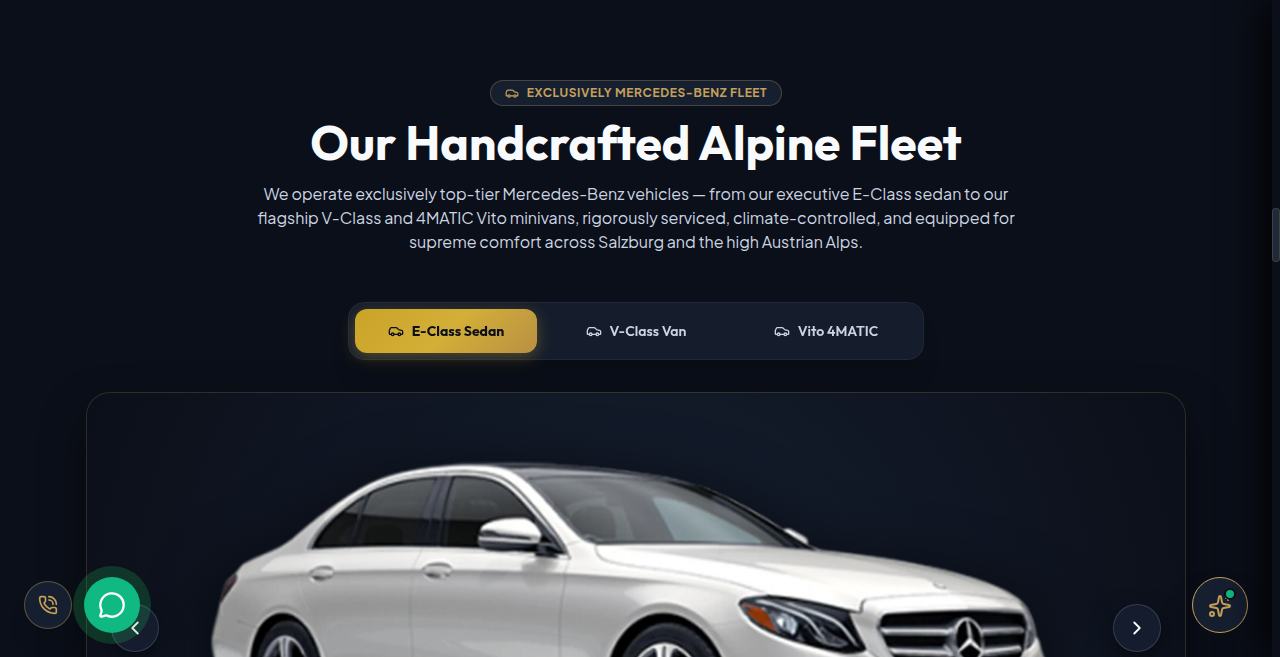 EXCLUSIVELY MERCEDES-BENZ FLEET
Our Handcrafted Alpine Fleet
We operate exclusively top-tier Mercedes-Benz vehicles — from our executive E-Class sedan to our
flagship V-Class and 4MATIC Vito minivans, rigorously serviced, climate-controlled, and equipped for
supreme comfort across Salzburg and the high Austrian Alps.
E-Class Sedan
V-Class Van
Vito 4MATIC